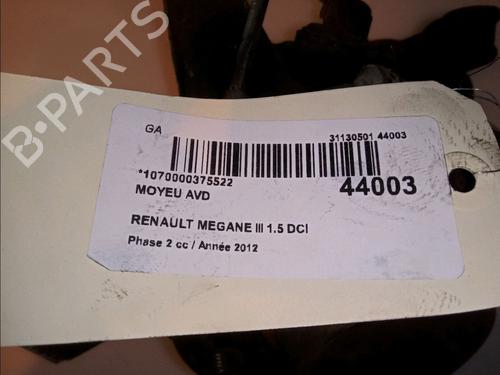 B-PARTS
GA
31130501 44003
*1070000375522
44003
MOYEU AVD
RENAULT MEGANE III 1.5 DCI
Phase 2 cc / Année 2012